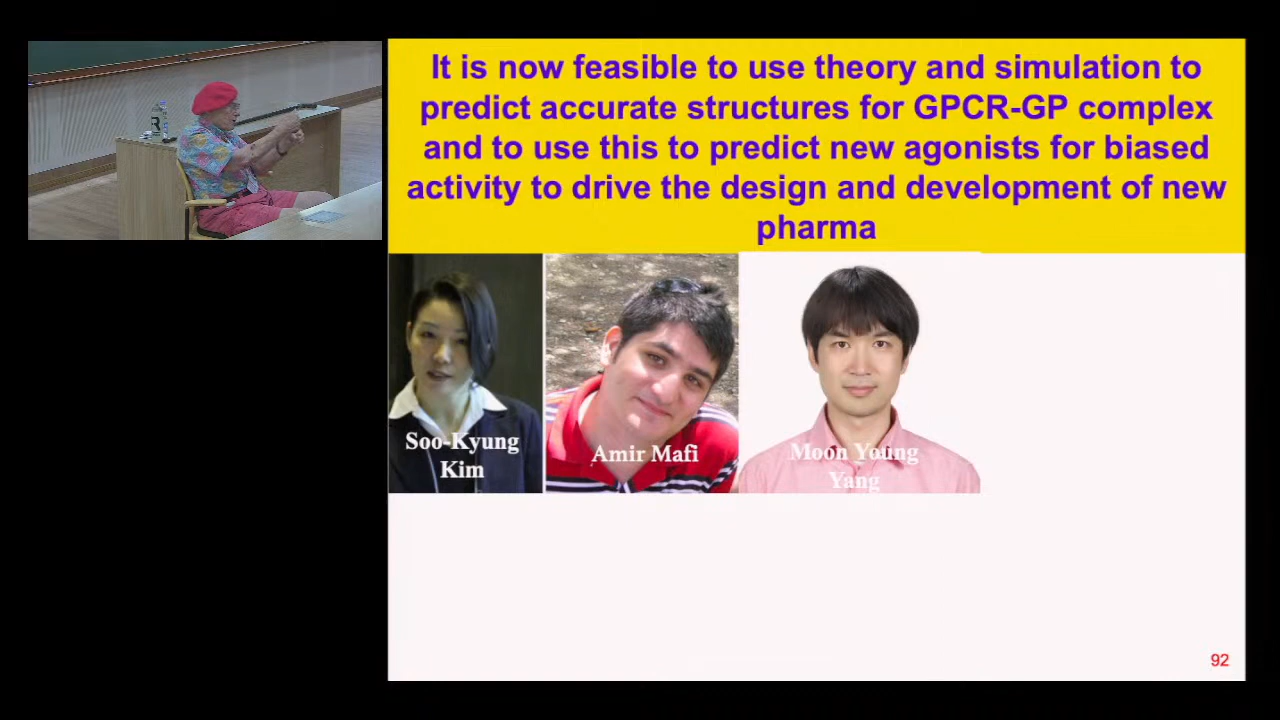 It is now feasible to use theory and simulation to
predict accurate structures for GPCR-GP complex
and to use this to predict new agonists for biased
activity to drive the design and development of new
pharma
Soo-Kyung
Kim
Amir Mafi
Moon Young
Yang
92